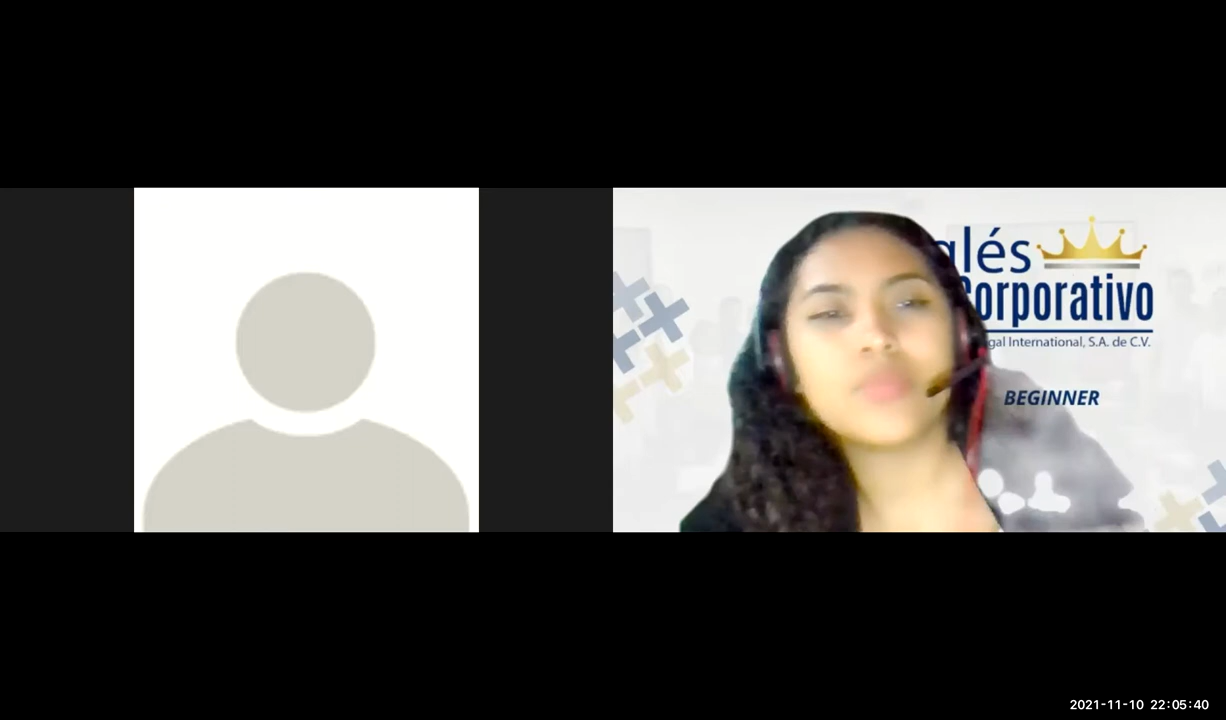 glés
Corporativo
gal International, S.A. de C.V.
BEGINNER
2021-11-10 22:05:40